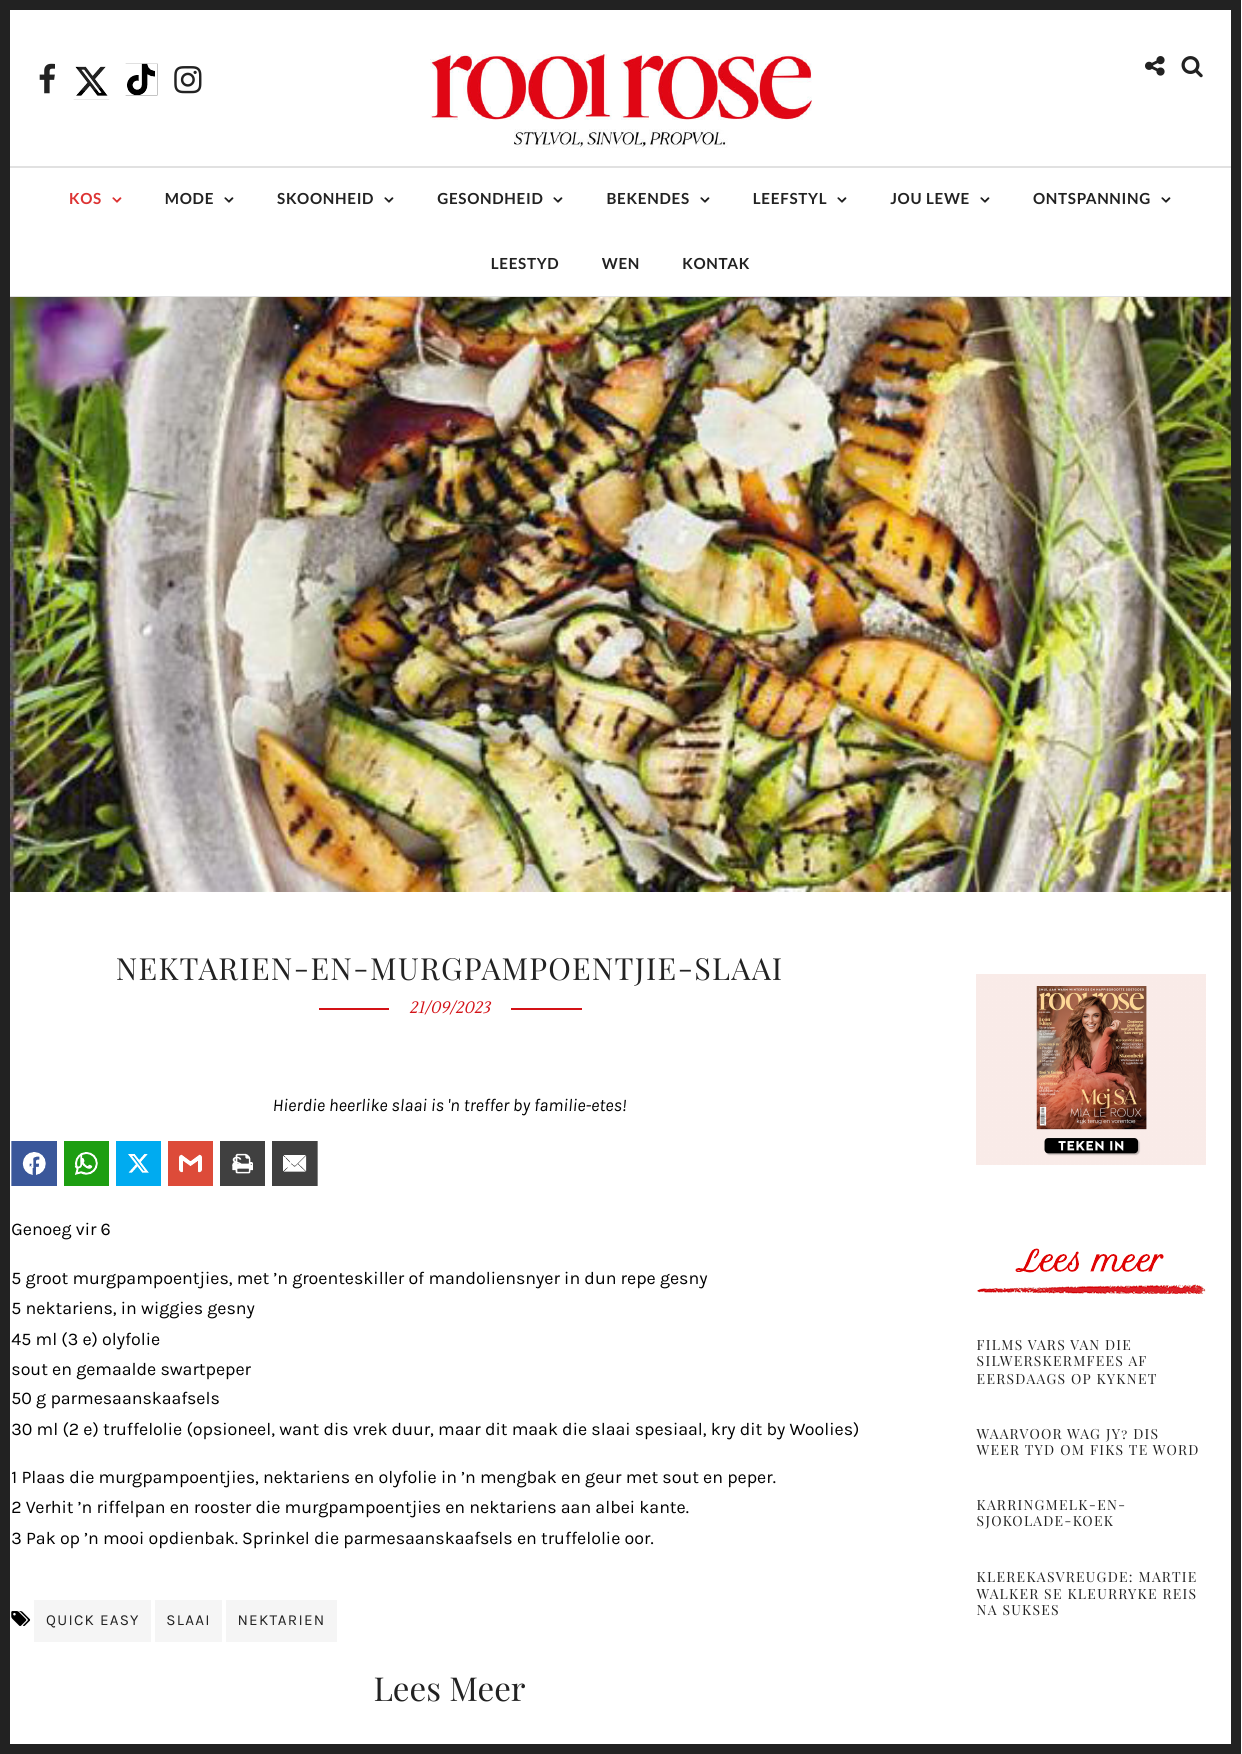 rooi rose
STYLVOL, SINVOL, PROPVOL.
KOS MODE SKOONHEID GESONDHEID BEKENDES LEEFSTYL JOU LEWE ONTSPANNING
LEESTYD WEN KONTAK
NEKTARIEN-EN-MURGPAMPOENTJIE-SLAAI
21/09/2023
Hierdie heerlike slaai is 'n treffer by familie-etes!
Genoeg vir 6
5 groot murgpampoentjies, met ’n groenteskiller of mandoliensnyer in dun repe gesny
5 nektariens, in wiggies gesny
45 ml (3 e) olyfolie
sout en gemaalde swartpeper
50 g parmesaanskaafsels
30 ml (2 e) truffelolie (opsioneel, want dis vrek duur, maar dit maak die slaai spesiaal, kry dit by Woolies)
1 Plaas die murgpampoentjies, nektariens en olyfolie in ’n mengbak en geur met sout en peper.
2 Verhit ’n riffelpan en rooster die murgpampoentjies en nektariens aan albei kante.
3 Pak op ’n mooi opdienbak. Sprinkel die parmesaanskaafsels en truffelolie oor.
QUICK EASY SLAAI NEKTARIEN
Lees Meer
rooi rose
Mej SA
MIA LE ROUX
kyk terug en vorentoe
TEKEN IN
Lees meer
FILMS VARS VAN DIE
SILWERSKERMFEES AF
EERSDAAGS OP KYKNET
WAARVOOR WAG JY? DIS
WEER TYD OM FIKS TE WORD
KARRINGMELK-EN-
SJOKOLADE-KOEK
KLEREKASVREUGDE: MARTIE
WALKER SE KLEURRYKE REIS
NA SUKSES